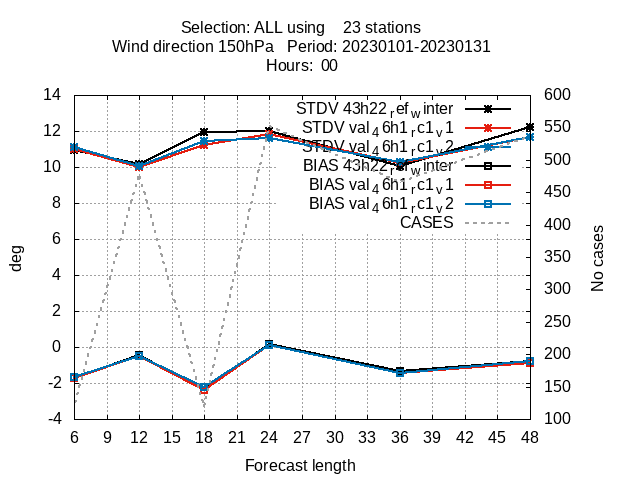 Selection: ALL using    23 stations
Wind direction 150hPa   Period: 20230101-20230131
Hours:  00
14
12
10
8
6
4
2
0
-2
-4
deg
STDV 43h22_ref_winter
STDV val_46h1_rc1_v1
STDV val_46h1_rc1_v2
BIAS 43h22_ref_winter
BIAS val_46h1_rc1_v1
BIAS val_46h1_rc1_v2
CASES
600
550
500
450
400
350
300
250
200
150
100
No cases
6 9 12 15 18 21 24 27 30 33 36 39 42 45 48
Forecast length